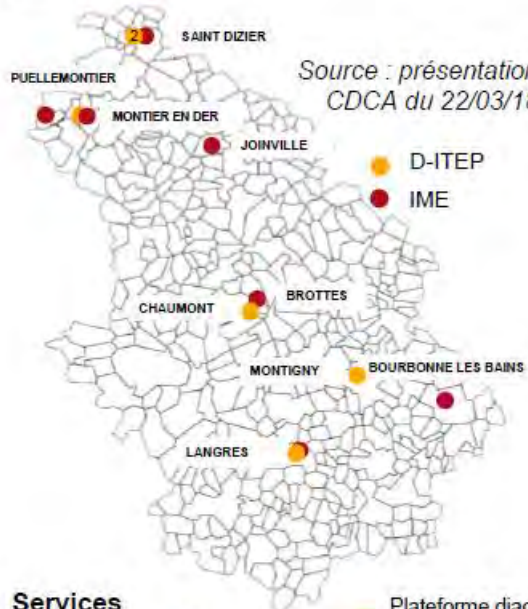 2 SAINT DIZIER
Source : présentation
CDCA du 22/03/1
PUELLEMONTIER
MONTIER EN DER
JOINVILLE
D-ITEP
IME
BROTTES
CHAUMONT
MONTIGNY
BOURBONNE LES BAINS
LANGRES
Services
Plateforme diag